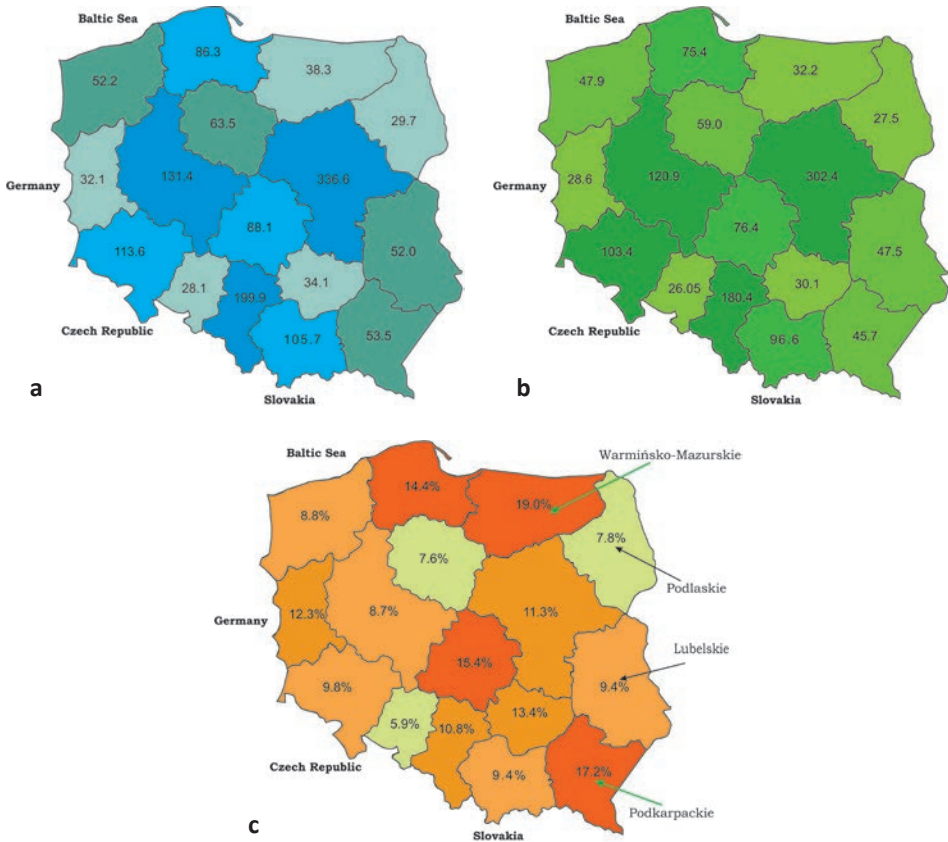 Baltic Sea
86.3
38.3
52.2
63.5
29.7
32.1
131.4
336.6
Germany
88.1
113.6
52.0
28.1
199.9
34.1
Czech Republic
105.7
53.5
a
Slovakia
Baltic Sea
75.4
32.2
47.9
59.0
27.5
28.6
120.9
302.4
Germany
76.4
103.4
47.5
26.05
180.4
30.1
Czech Republic
96.6
45.7
b
Slovakia
Baltic Sea
Warmińsko-Mazurskie
14.4%
19.0%
8.8%
7.6%
7.8%
Podlaskie
12.3%
8.7%
11.3%
Germany
Lubelskie
15.4%
9.8%
9.4%
5.9%
10.8%
13.4%
Czech Republic
9.4%
17.2%
Podkarpackie
c
Slovakia